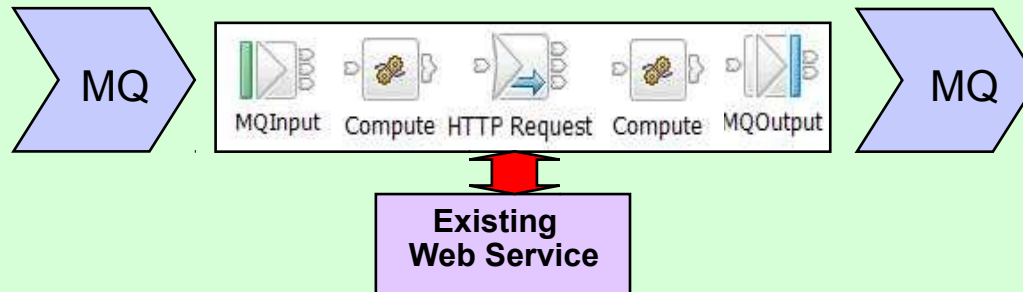 MQ
MQInput Compute HTTP Request Compute MQOutput
MQ
Existing
Web Service